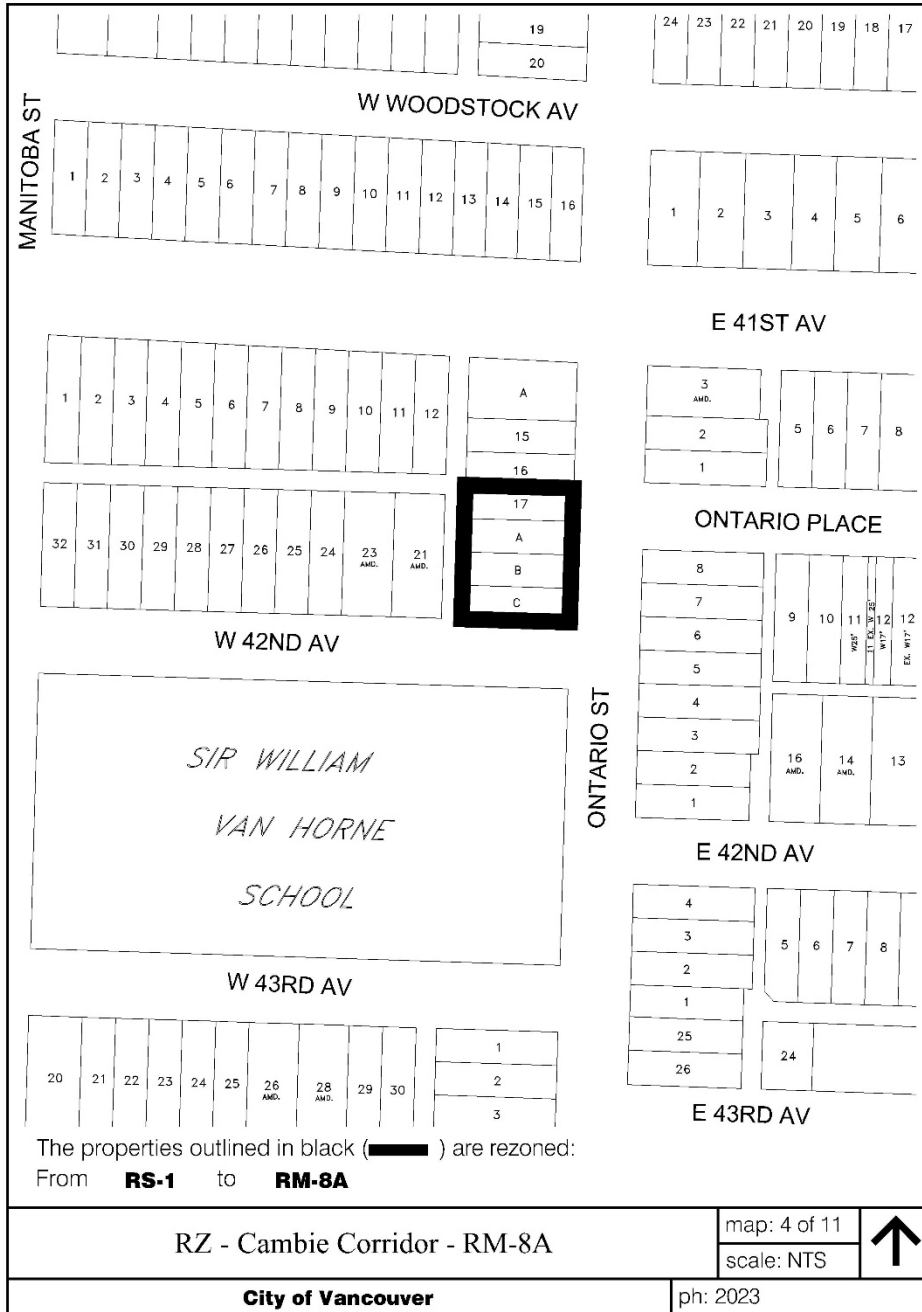 19
20
24 23 22 21 20 19 18 17
W WOODSTOCK AV
MANITOBA ST
1 2 3 4 5 6 7 8 9 10 11 12 13 14 15 16
1 2 3 4 5 6
E 41ST AV
1 2 3 4 5 6 7 8 9 10 11 12
A
15
16
17
A
B
C
3
AMD.
2
1
5 6 7 8
ONTARIO PLACE
32 31 30 29 28 27 26 25 24 23 21
AMD. AMD.
W 42ND AV
8
7
6
5
4
3
2
1
9 10 11 12 12
W25' 11 EX. W 25' W17' EX. W17'
16 14 13
AMD. AMD.
SIR WILLIAM
VAN HORNE
SCHOOL
ONTARIO ST
E 42ND AV
4
3
2
1
25
26
5 6 7 8
24
W 43RD AV
20 21 22 23 24 25 26 28 29 30
AMD. AMD.
1
2
3
E 43RD AV
The properties outlined in black ( ) are rezoned:
From RS-1 to RM-8A
RZ - Cambie Corridor - RM-8A
map: 4 of 11
scale: NTS
City of Vancouver
ph: 2023